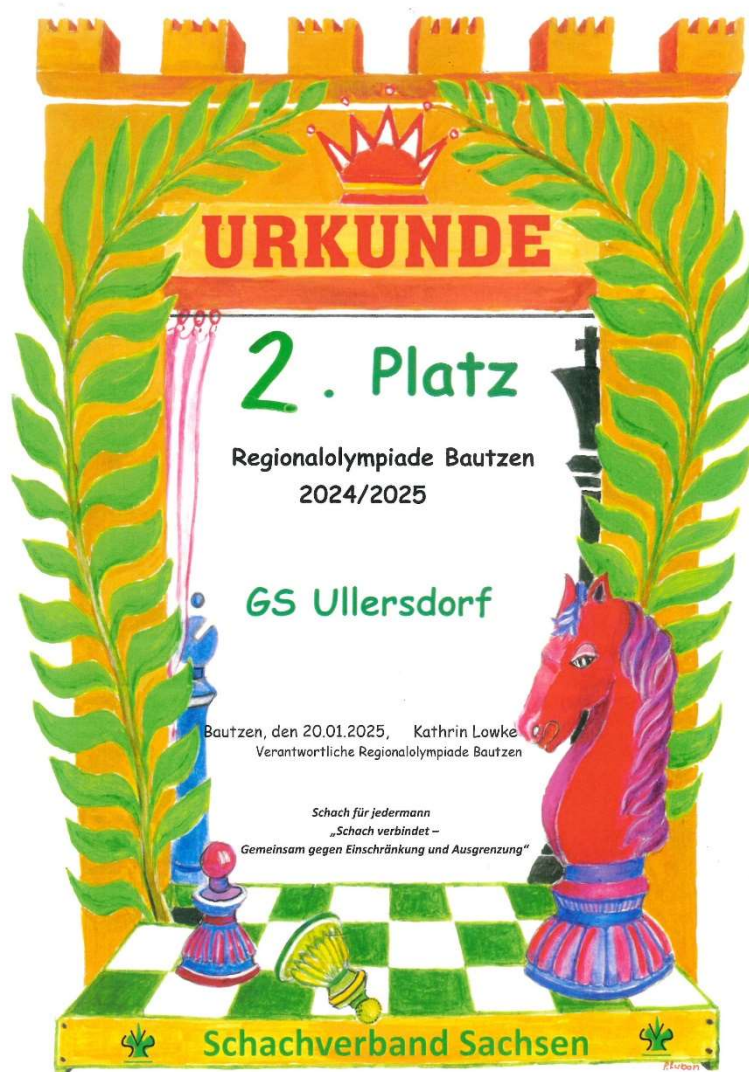 URKUNDE
2. Platz
Regionalolympiade Bautzen
2024/2025
GS Ullersdorf
Bautzen, den 20.01.2025, Kathrin Lowke
Verantwortliche Regionalolympiade Bautzen
Schach für jedermann
„Schach verbindet –
Gemeinsam gegen Einschränkung und Ausgrenzung“
Schachverband Sachsen